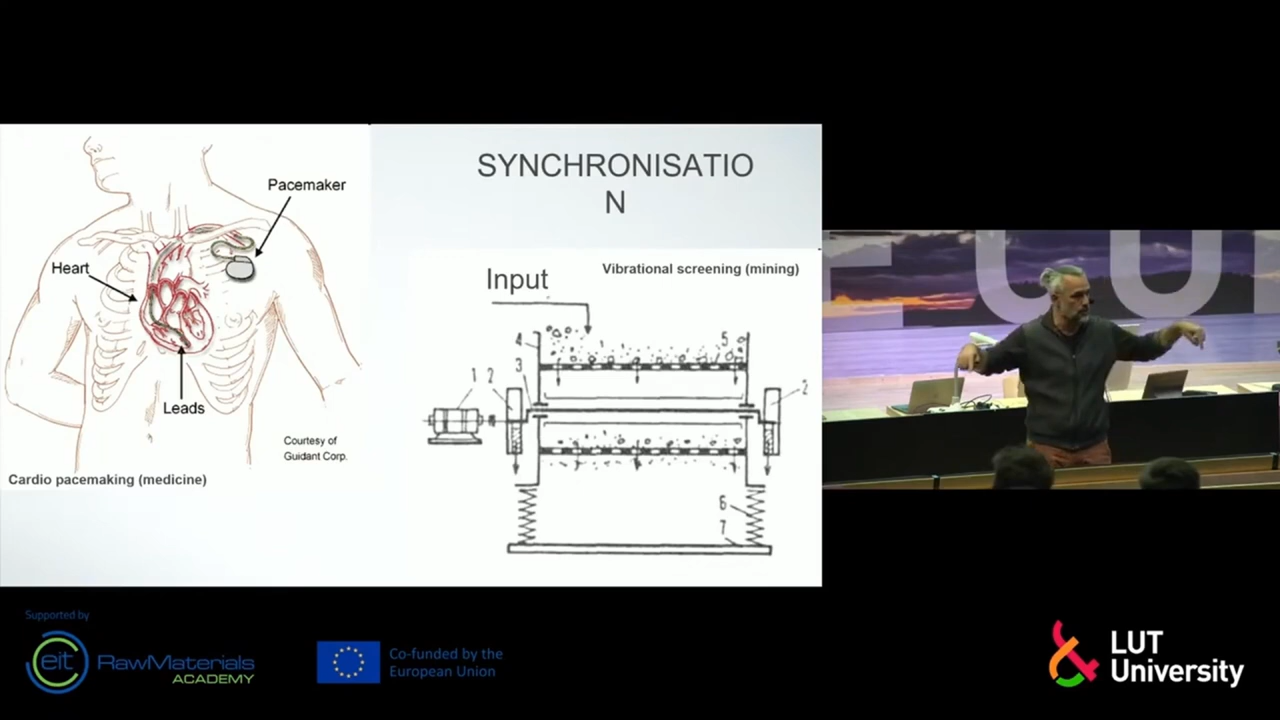 SYNCHRONISATIO
N
Pacemaker
Heart
Leads
Courtesy of
Guidant Corp.
Cardio pacemaking (medicine)
Input
Vibrational screening (mining)
4
5
3
1
2
2
6
7
Supported by
eit RawMaterials
ACADEMY
Co-funded by the
European Union
LUT
University